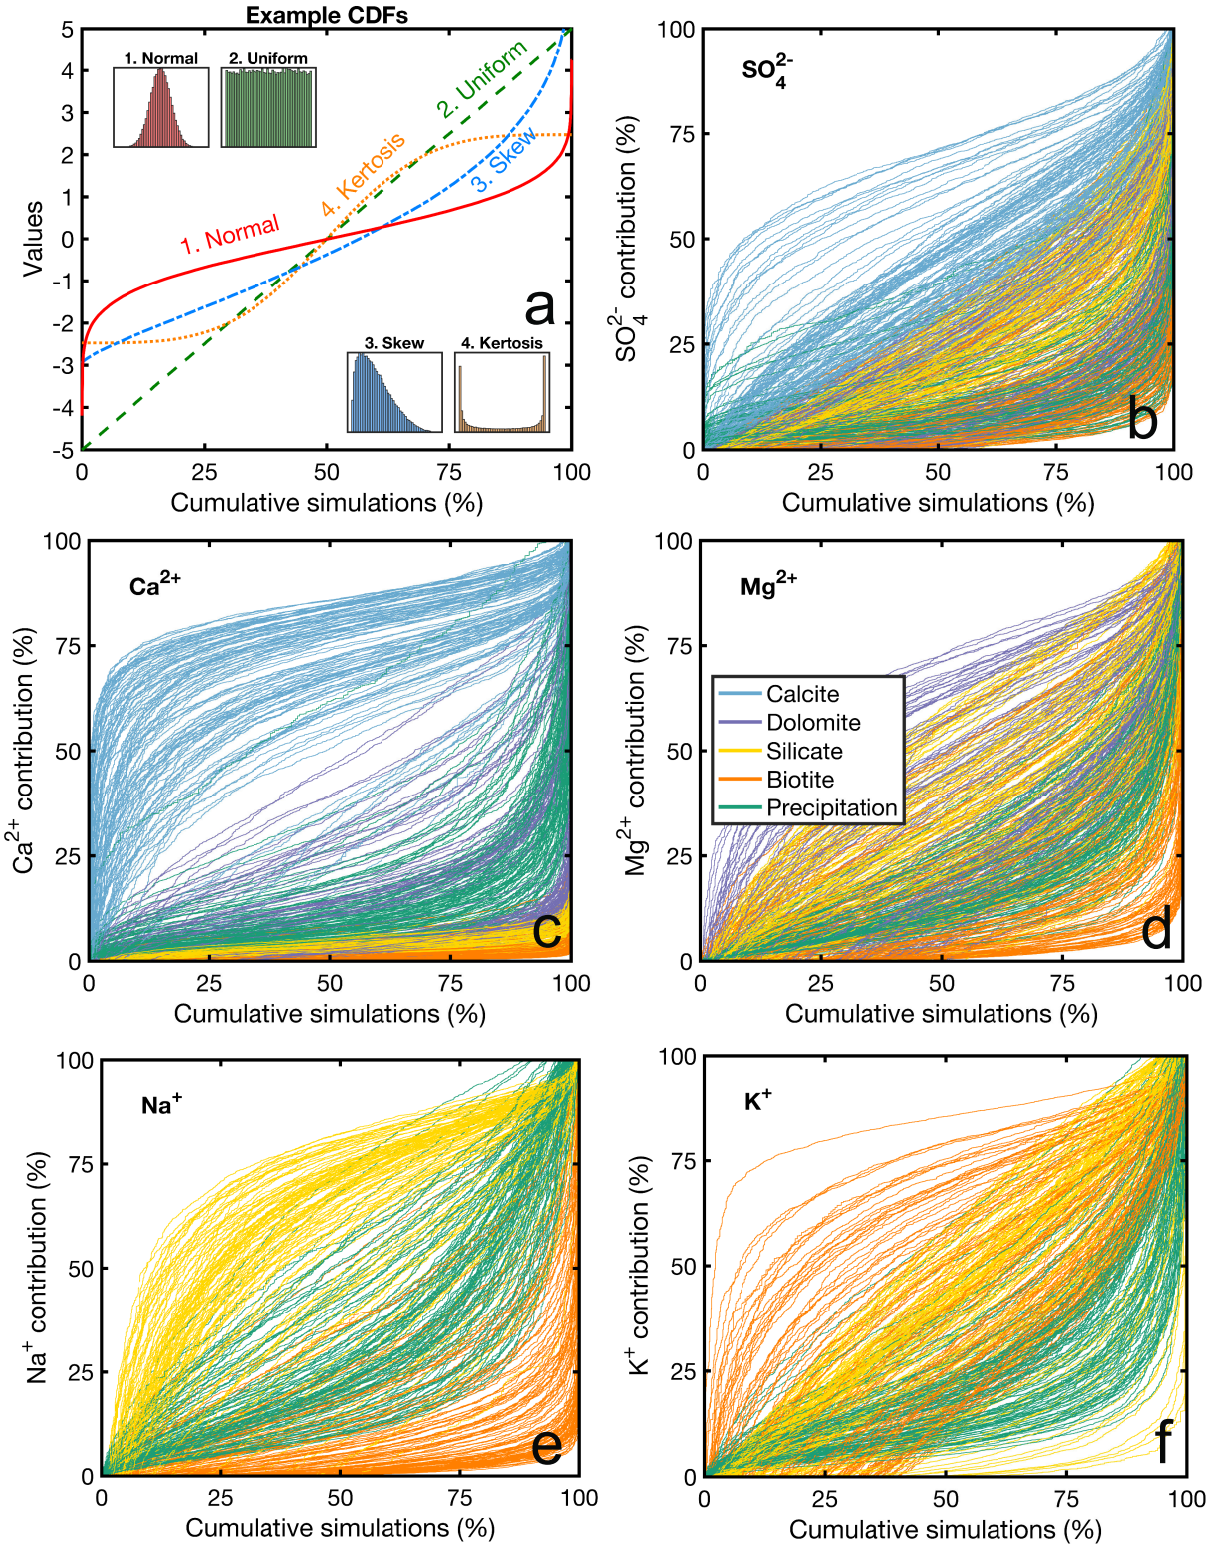 Example CDFs
5
4
3
2
1
0
-1
-2
-3
-4
-5
Values
1. Normal
2. Uniform
1. Normal
2. Uniform
3. Skew
4. Kertosis
3. Skew
4. Kertosis
a
0
25
50
75
100
Cumulative simulations (%)
SO₄²⁻
100
75
50
25
0
SO₄²⁻ contribution (%)
b
0
25
50
75
100
Cumulative simulations (%)
Ca²⁺
100
75
50
25
0
Ca²⁺ contribution (%)
c
0
25
50
75
100
Cumulative simulations (%)
Mg²⁺
100
75
50
25
0
Mg²⁺ contribution (%)
Calcite
Dolomite
Silicate
Biotite
Precipitation
d
0
25
50
75
100
Cumulative simulations (%)
Na⁺
100
75
50
25
0
Na⁺ contribution (%)
e
0
25
50
75
100
Cumulative simulations (%)
K⁺
100
75
50
25
0
K⁺ contribution (%)
f
0
25
50
75
100
Cumulative simulations (%)